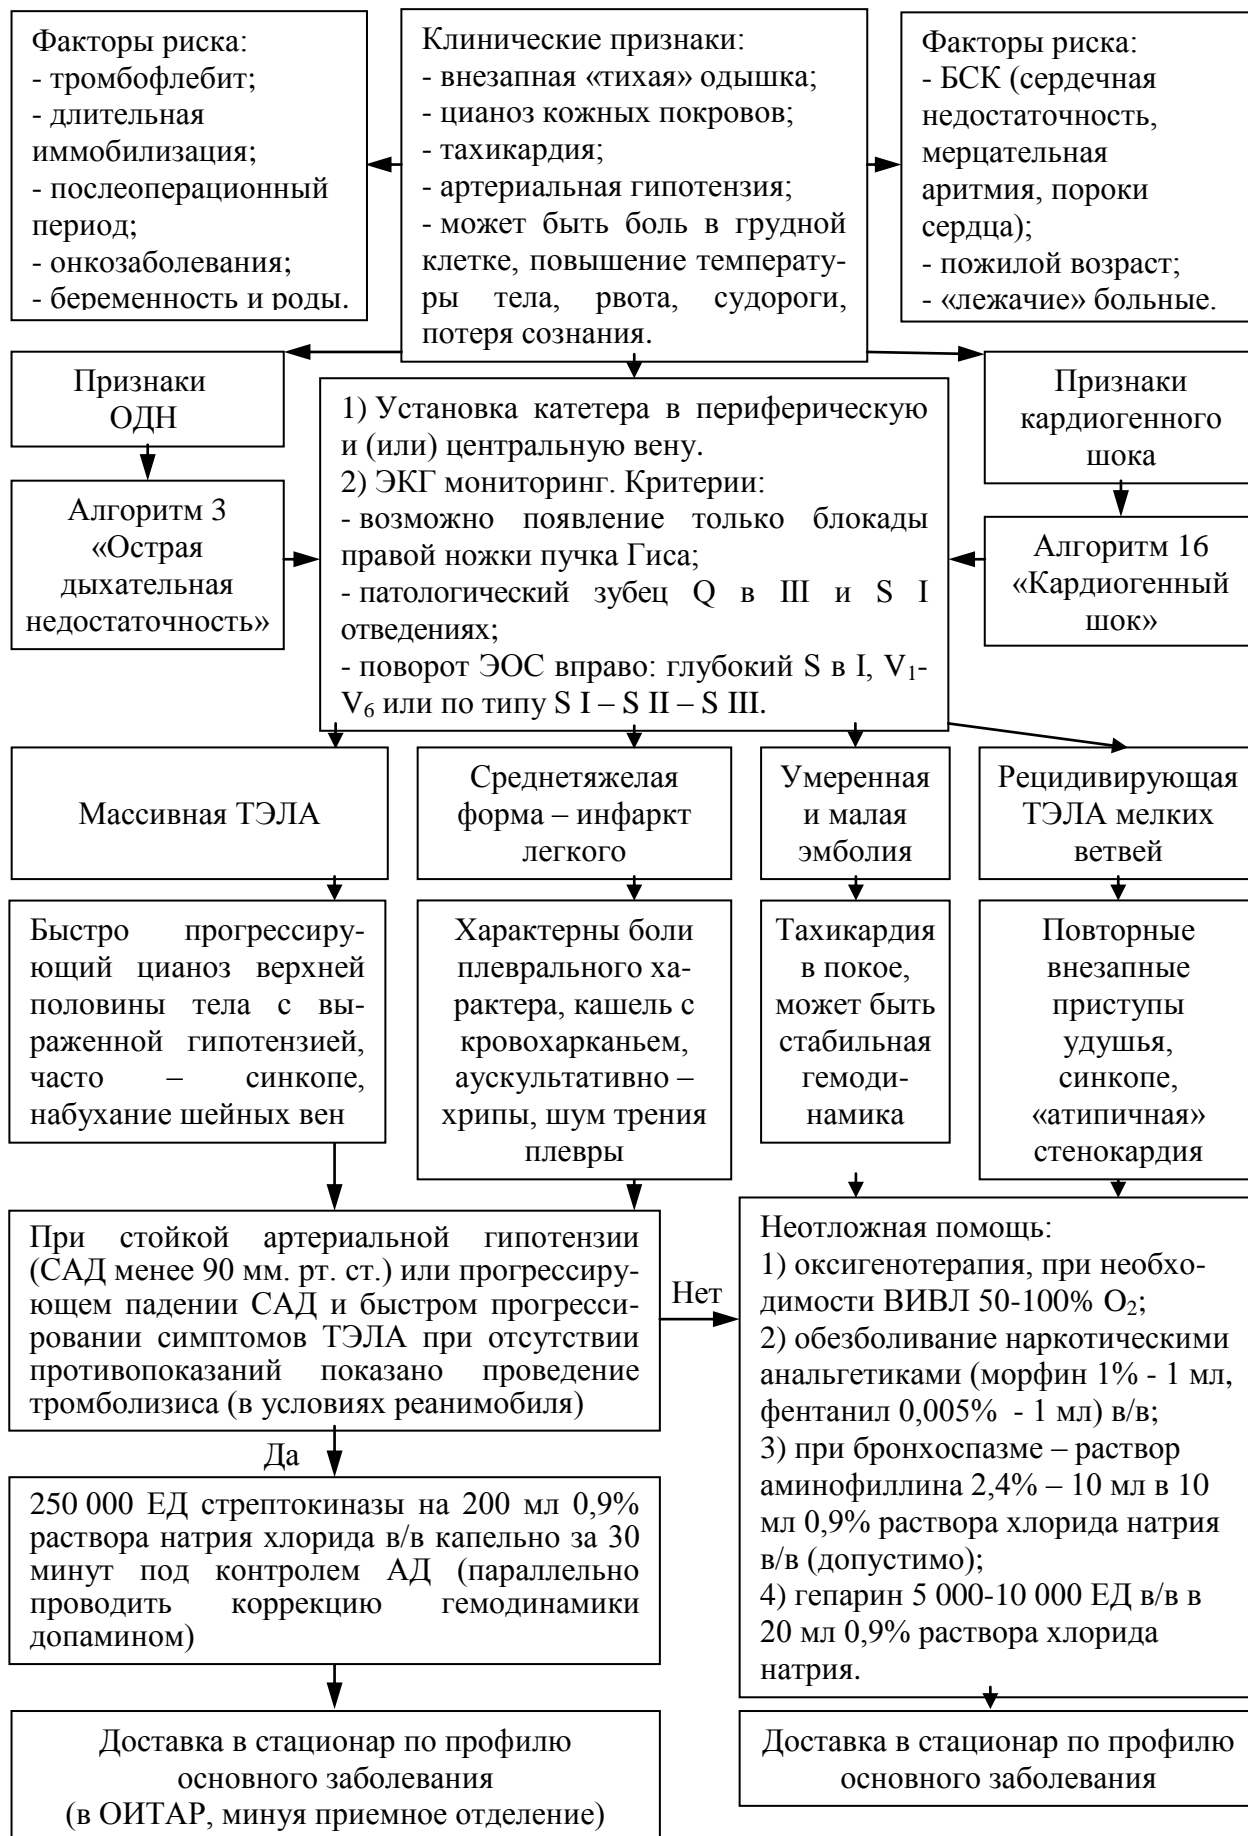 Факторы риска:
- тромбофлебит;
- длительная
иммобилизация;
- послеоперационный
период;
- онкозаболевания;
- беременность и роды.
Клинические признаки:
- внезапная «тихая» одышка;
- цианоз кожных покровов;
- тахикардия;
- артериальная гипотензия;
- может быть боль в грудной
клетке, повышение температу-
ры тела, рвота, судороги,
потеря сознания.
Факторы риска:
- БСК (сердечная
недостаточность,
мерцательная
аритмия, пороки
сердца);
- пожилой возраст;
- «лежачие» больные.
Признаки
ОДН
Алгоритм 3
«Острая
дыхательная
недостаточность»
1) Установка катетера в периферическую
и (или) центральную вену.
2) ЭКГ мониторинг. Критерии:
- возможно появление только блокады
правой ножки пучка Гиса;
- патологический зубец Q в III и S I
отведениях;
- поворот ЭОС вправо: глубокий S в I, V₁-
V₆ или по типу S I – S II – S III.
Признаки
кардиогенного
шока
Алгоритм 16
«Кардиогенный
шок»
Массивная ТЭЛА
Среднетяжелая
форма – инфаркт
легкого
Умеренная
и малая
эмболия
Рецидивирующая
ТЭЛА мелких
ветвей
Быстро прогрессиру-
ющий цианоз верхней
половины тела с вы-
раженной гипотензией,
часто – синкопе,
набухание шейных вен
Характерны боли
плеврального ха-
рактера, кашель с
кровохарканьем,
аускультативно –
хрипы, шум трения
плевры
Тахикардия
в покое,
может быть
стабильная
гемоди-
намика
Повторные
внезапные
приступы
удушья,
синкопе,
«атипичная»
стенокардия
При стойкой артериальной гипотензии
(САД менее 90 мм. рт. ст.) или прогрессиру-
ющем падении САД и быстром прогресси-
ровании симптомов ТЭЛА при отсутствии
противопоказаний показано проведение
тромболизиса (в условиях реанимобиля)
Нет
Да
250 000 ЕД стрептокиназы на 200 мл 0,9%
раствора натрия хлорида в/в капельно за 30
минут под контролем АД (параллельно
проводить коррекцию гемодинамики
допамином)
Доставка в стационар по профилю
основного заболевания
(в ОИТАР, минуя приемное отделение)
Неотложная помощь:
1) оксигенотерапия, при необхо-
димости ВИВЛ 50-100% О₂;
2) обезболивание наркотическими
анальгетиками (морфин 1% - 1 мл,
фентанил 0,005% - 1 мл) в/в;
3) при бронхоспазме – раствор
аминофиллина 2,4% – 10 мл в 10
мл 0,9% раствора хлорида натрия
в/в (допустимо);
4) гепарин 5 000-10 000 ЕД в/в в
20 мл 0,9% раствора хлорида
натрия.
Доставка в стационар по профилю
основного заболевания